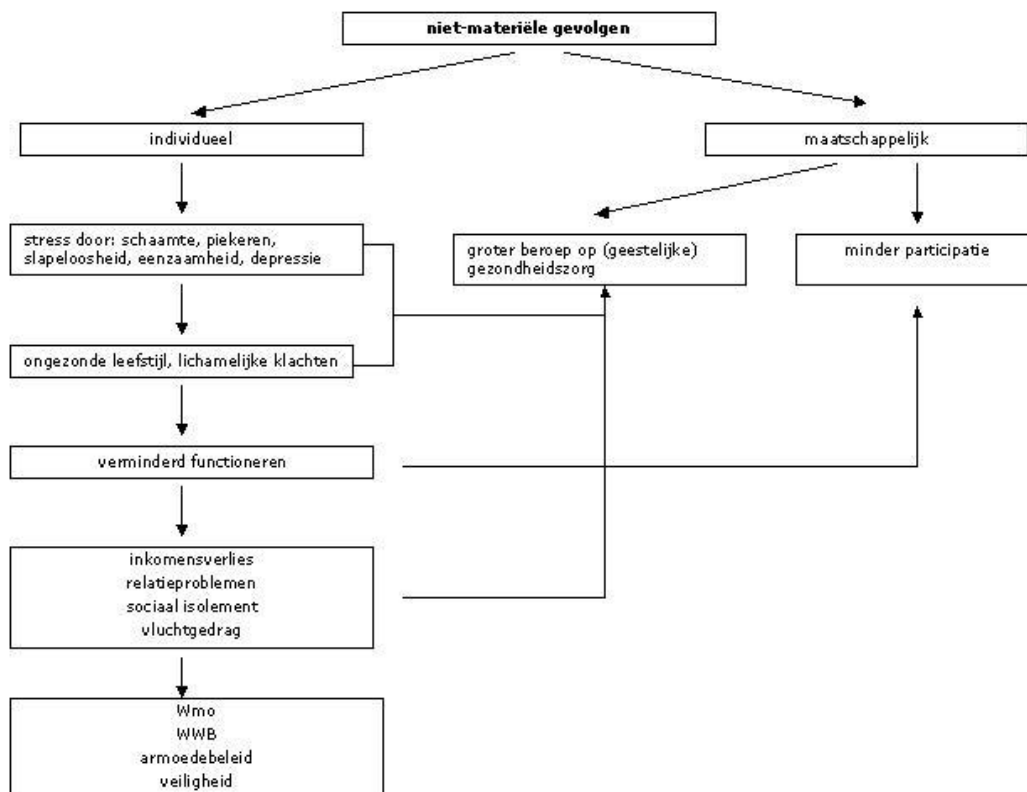 niet-materiële gevolgen
individueel
maatschappelijk
stress door: schaamte, piekeren,
slapeloosheid, eenzaamheid, depressie
groter beroep op (geestelijke)
gezondheidszorg
minder participatie
ongezonde leefstijl, lichamelijke klachten
verminderd functioneren
inkomensverlies
relatieproblemen
sociaal isolement
vluchtgedrag
Wmo
WWB
armoedebeleid
veiligheid